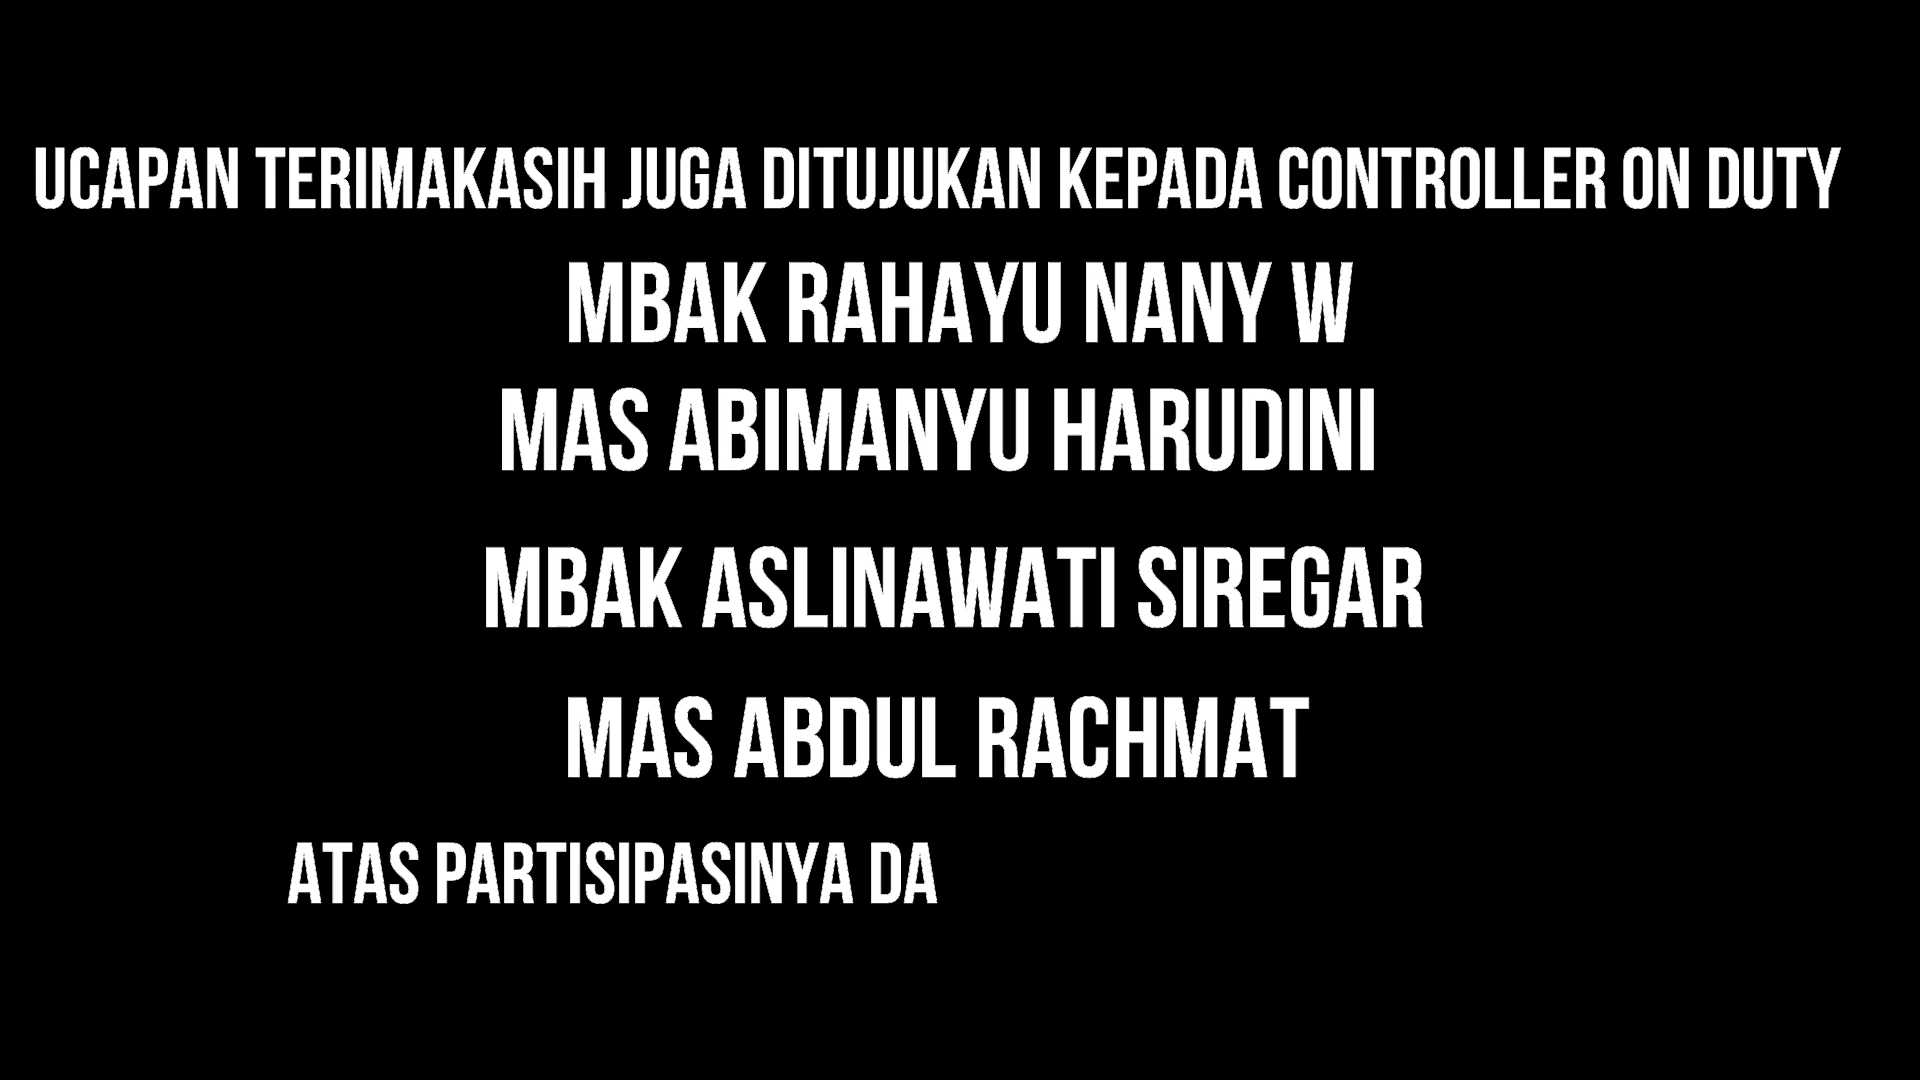 UCAPAN TERIMAKASIH JUGA DITUJUKAN KEPADA CONTROLLER ON DUTY
MBAK RAHAYU NANY W
MAS ABIMANYU HARUDINI
MBAK ASLINAWATI SIREGAR
MAS ABDUL RACHMAT
ATAS PARTISIPASINYA DA